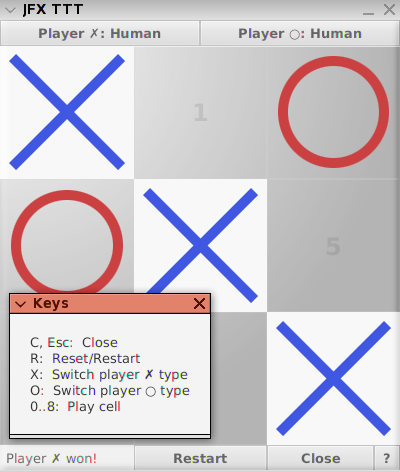 JFX TTT
Player ✗: Human
Player ○: Human
1
5
Keys
C, Esc: Close
R: Reset/Restart
X: Switch player ✗ type
O: Switch player ○ type
0..8: Play cell
Player ✗ won!
Restart
Close
?